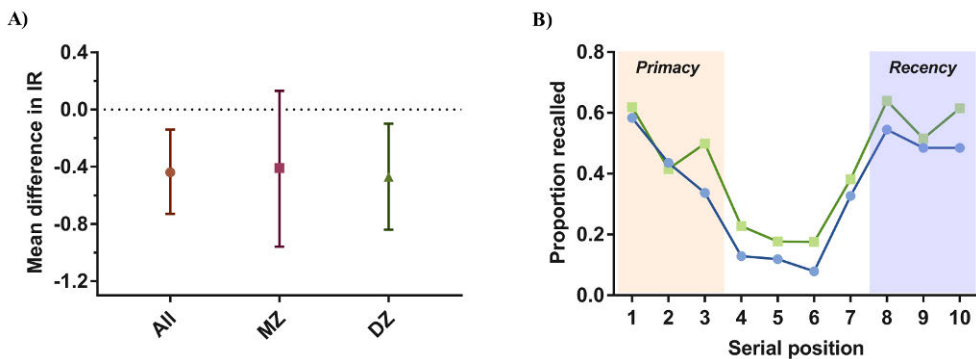 A)
Mean difference in IR
0.4
0.0
-0.4
-0.8
-1.2
All
MZ
DZ
B)
Proportion recalled
0.8
0.6
0.4
0.2
0.0
Primacy
Recency
1 2 3 4 5 6 7 8 9 10
Serial position